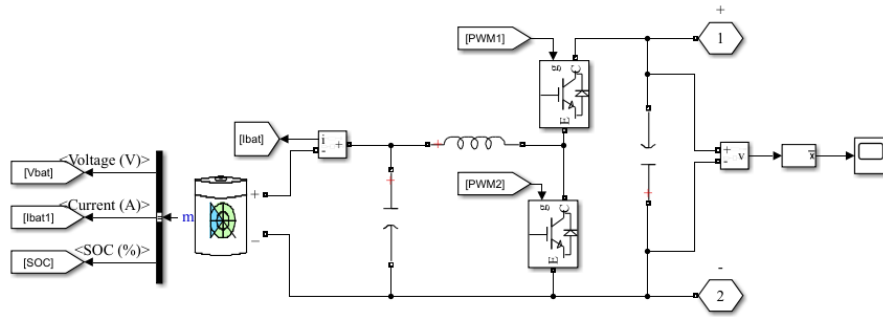 +
[PWM1]
1
g
C
E
[Ibat]
i
+
-
+
+
<Voltage (V)>
[Vbat]
+
[PWM2]
+
-
v
x
<Current (A)>
[Ibat1]
m
g
C
E
+
<SOC (%)>
[SOC]
−
-
2